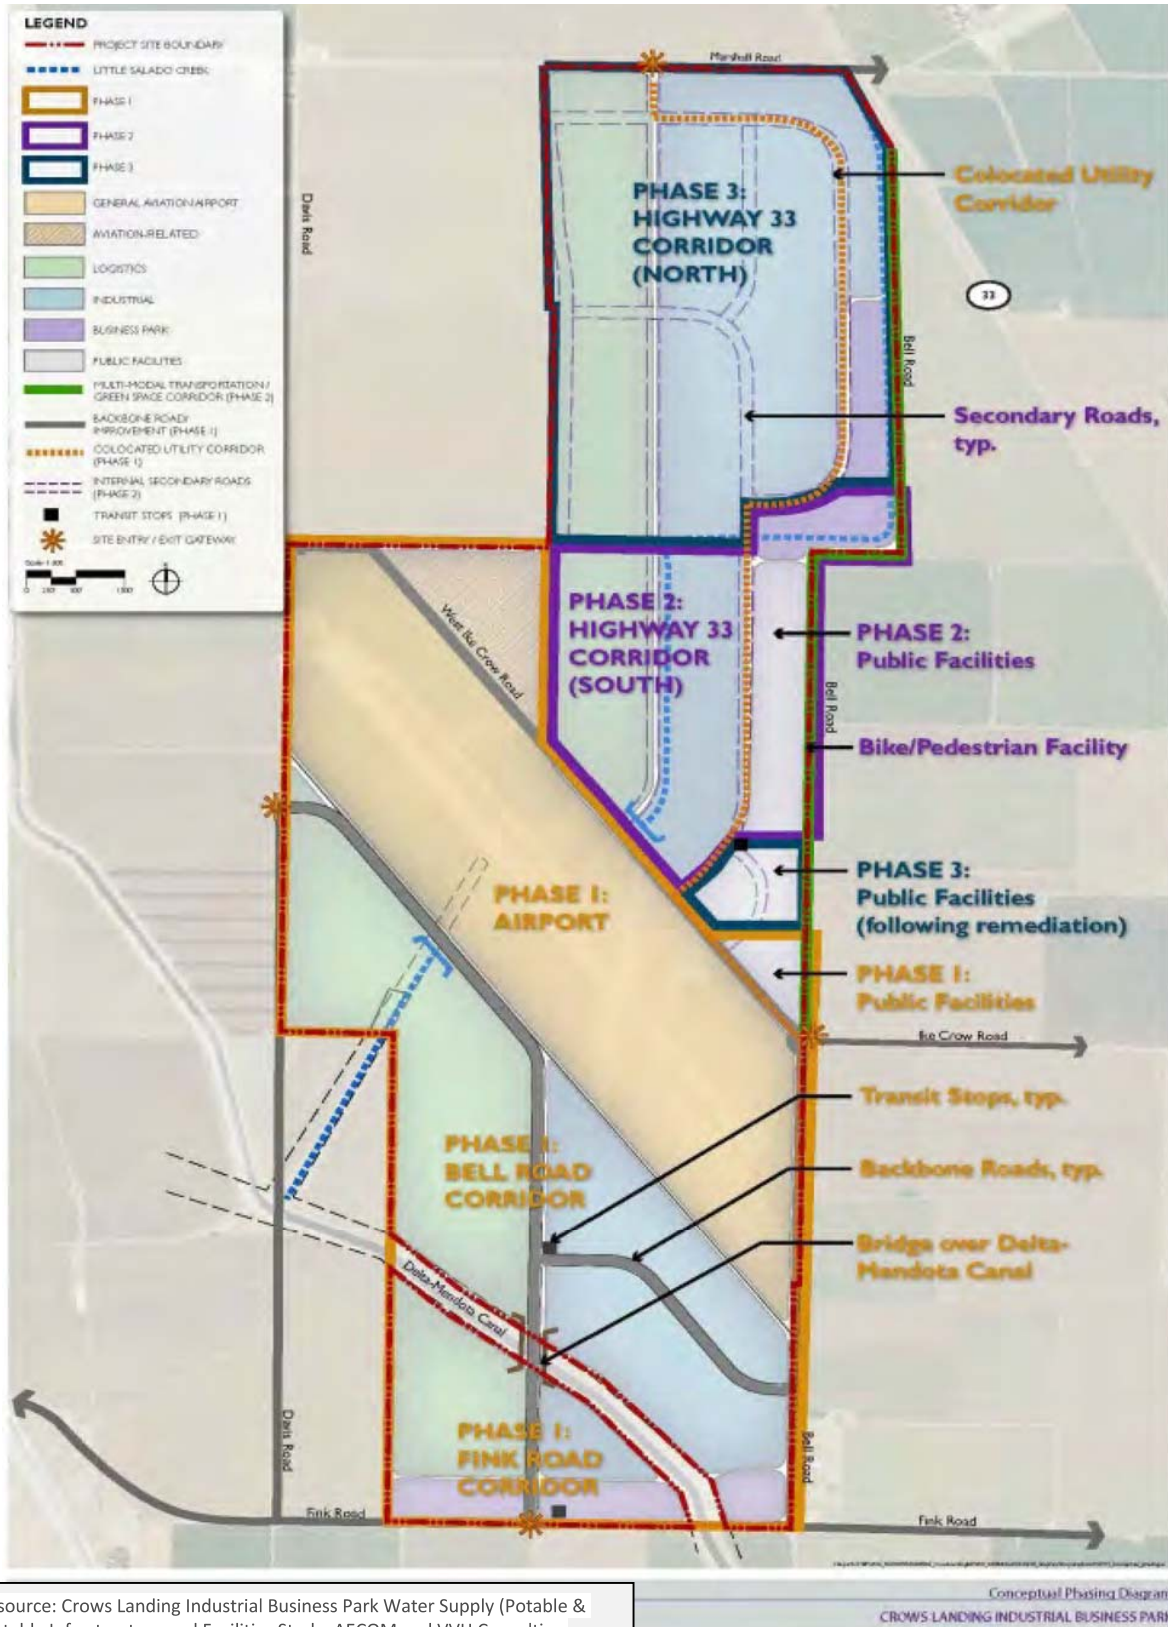 LEGEND
PROJECT SITE BOUNDARY
LITTLE SALADO CREEK
PHASE 1
PHASE 2
PHASE 3
GENERAL AVIATION AIRPORT
AVIATION-RELATED
LOGISTICS
INDUSTRIAL
BUSINESS PARK
PUBLIC FACILITIES
MULTI-MODAL TRANSPORTATION /
GREEN SPACE CORRIDOR (PHASE 2)
BACKBONE ROAD/
IMPROVEMENT (PHASE 1)
COLOCATED UTILITY CORRIDOR
(PHASE 1)
INTERNAL SECONDARY ROADS
(PHASE 2)
TRANSIT STOPS (PHASE 1)
SITE ENTRY / EXIT GATEWAY
Marshall Road
Davis Road
PHASE 3:
HIGHWAY 33
CORRIDOR
(NORTH)
Colocated Utility
Corridor
33
Bell Road
Secondary Roads,
typ.
West Ike Crow Road
PHASE 2:
HIGHWAY 33
CORRIDOR
(SOUTH)
PHASE 2:
Public Facilities
Bell Road
Bike/Pedestrian Facility
PHASE 3:
Public Facilities
(following remediation)
PHASE 1:
AIRPORT
PHASE 1:
Public Facilities
Ike Crow Road
Transit Stops, typ.
PHASE 1:
BELL ROAD
CORRIDOR
Backbone Roads, typ.
Bridge over Delta-
Mendota Canal
Delta-Mendota Canal
Davis Road
PHASE 1:
FINK ROAD
CORRIDOR
Bell Road
Fink Road
Fink Road
Conceptual Phasing Diagram
CROWS LANDING INDUSTRIAL BUSINESS PARK
source: Crows Landing Industrial Business Park Water Supply (Potable &